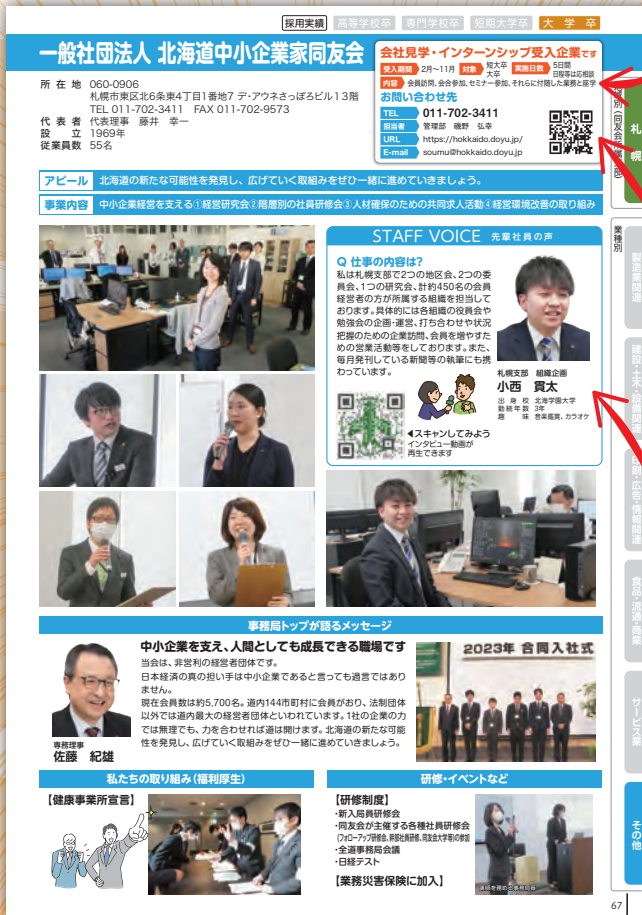 採用実績 高等学校卒 専門学校卒 短期大学卒 大学卒
一般社団法人 北海道中小企業家同友会
所在地 060-0906
札幌市東区北6条東4丁目1番地7 デ・アウネさっぽろビル13階
TEL 011-702-3411 FAX 011-702-9573
代表者 代表理事 藤井 幸一
設立 1969年
従業員数 55名
会社見学・インターンシップ受入企業です
受入期間 2月～11月 対象 短大卒 大卒 実施日数 5日間 日程等は応相談
内容 会員訪問、会合参加、セミナー参加、それらに付随した業務と座学
お問い合わせ先
TEL 011-702-3411
担当者 管理部 磯野 弘幸
URL https://hokkaido.doyu.jp/
E-mail soumu@hokkaido.doyu.jp
アピール 北海道の新たな可能性を発見し、広げていく取組みをぜひ一緒に進めていきましょう。
事業内容 中小企業経営を支える①経営研究会②階層別の社員研修会③人材確保のための共同求人活動④経営環境改善の取り組み
STAFF VOICE 先輩社員の声
Q 仕事の内容は?
私は札幌支部で2つの地区会、2つの委
員会、1つの研究会、計約450名の会員
経営者の方が所属する組織を担当して
おります。具体的には各組織の役員会や
勉強会の企画・運営、打ち合わせや状況
把握のための企業訪問、会員を増やすた
めの営業活動等をしております。また、
毎月発刊している新聞等の執筆にも携
わっています。
◀スキャンしてみよう
インタビュー動画が
再生できます
札幌支部 組織企画
小西 貫太
出身校 北海学園大学
勤続年数 3年
趣味 音楽鑑賞、カラオケ
事務局トップが語るメッセージ
中小企業を支え、人間としても成長できる職場です
当会は、非営利の経営者団体です。
日本経済の真の担い手は中小企業であると言っても過言ではあり
ません。
現在会員数は約5,700名。道内144市町村に会員がおり、法制団体
以外では道内最大の経営者団体といわれています。1社の企業の力
では無理でも、力を合わせれば道は開けます。北海道の新たな可能
性を発見し、広げていく取組みをぜひ一緒に進めていきましょう。
専務理事
佐藤 紀雄
2023年 合同入社式
私たちの取り組み(福利厚生)
【健康事業所宣言】
研修・イベントなど
【研修制度】
・新入局員研修会
・同友会が主催する各種社員研修会
(フォローアップ研修会、幹部社員研修、同友会大学等)の参加
・全道事務局会議
・日経テスト
【業務災害保険に加入】
講師を務める事務局員
札幌
業種別
製造業関連
建設・土木・設備関連
印刷・広告・情報関連
食品・流通・商業
サービス業
その他
67